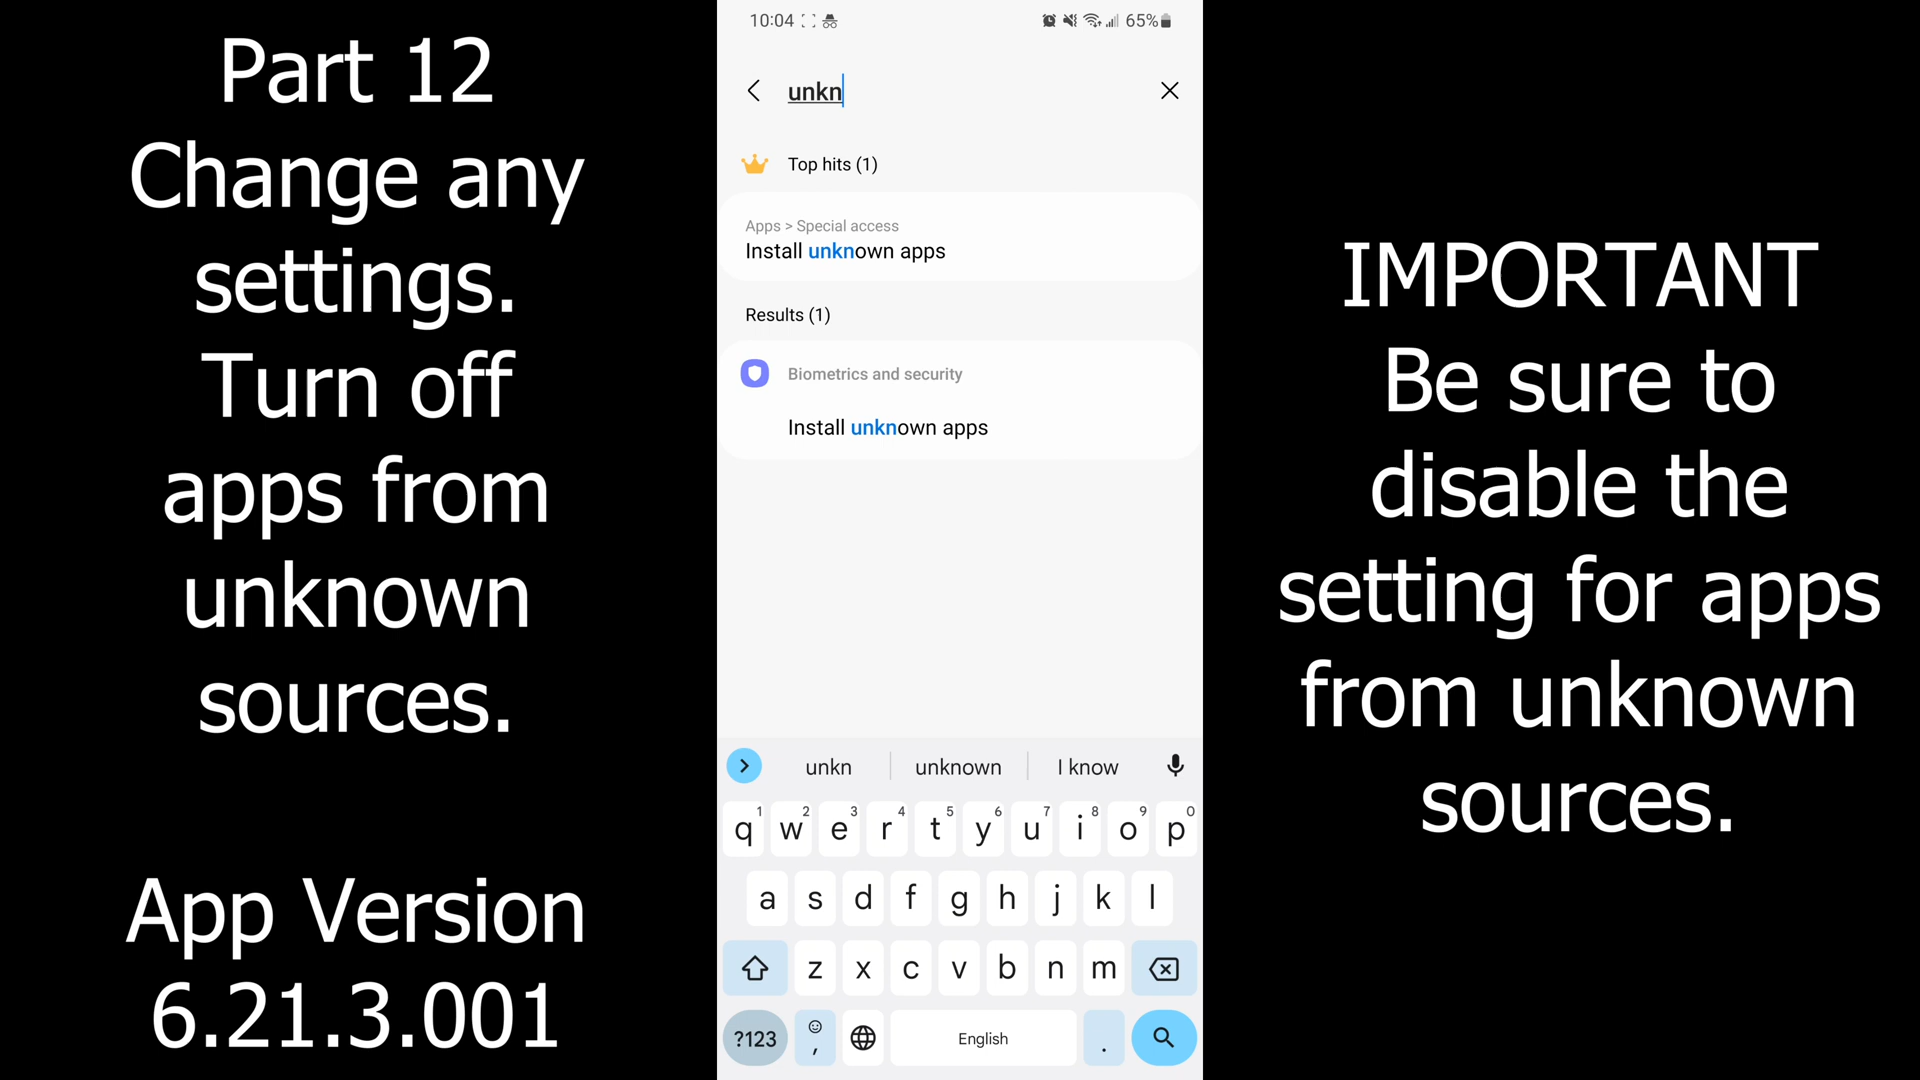 Part 12
Change any
settings.
Turn off
apps from
unknown
sources.
App Version
6.21.3.001
10:04
65%
unkn
Top hits (1)
Apps > Special access
Install unknown apps
Results (1)
Biometrics and security
Install unknown apps
unkn unknown I know
1 2 3 4 5 6 7 8 9 0
q w e r t y u i o p
a s d f g h j k l
z x c v b n m
?123 , English .
IMPORTANT
Be sure to
disable the
setting for apps
from unknown
sources.